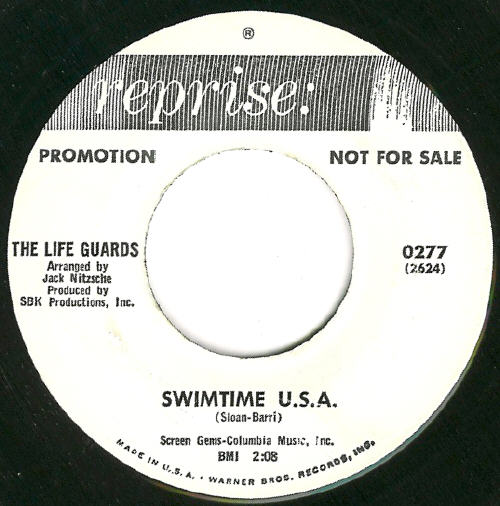 ®
reprise:
PROMOTION NOT FOR SALE
THE LIFE GUARDS
Arranged by
Jack Nitzsche
Produced by
SBK Productions, Inc.
0277
(2624)
SWIMTIME U.S.A.
(Sloan-Barri)
Screen Gems-Columbia Music, Inc.
BMI 2:08
MADE IN U.S.A. • WARNER BROS. RECORDS, INC.